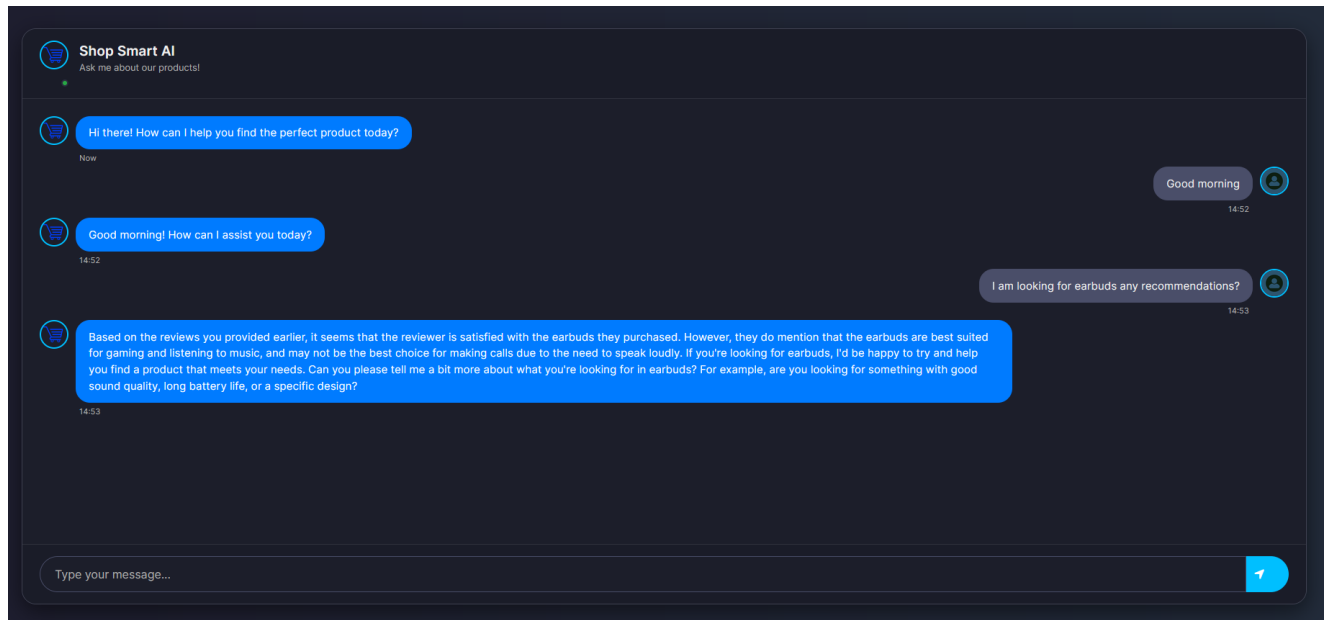 Shop Smart AI
Ask me about our products!
Hi there! How can I help you find the perfect product today?
Now
Good morning
14:52
Good morning! How can I assist you today?
14:52
I am looking for earbuds any recommendations?
14:53
Based on the reviews you provided earlier, it seems that the reviewer is satisfied with the earbuds they purchased. However, they do mention that the earbuds are best suited
for gaming and listening to music, and may not be the best choice for making calls due to the need to speak loudly. If you're looking for earbuds, I'd be happy to try and help
you find a product that meets your needs. Can you please tell me a bit more about what you're looking for in earbuds? For example, are you looking for something with good
sound quality, long battery life, or a specific design?
14:53
Type your message...